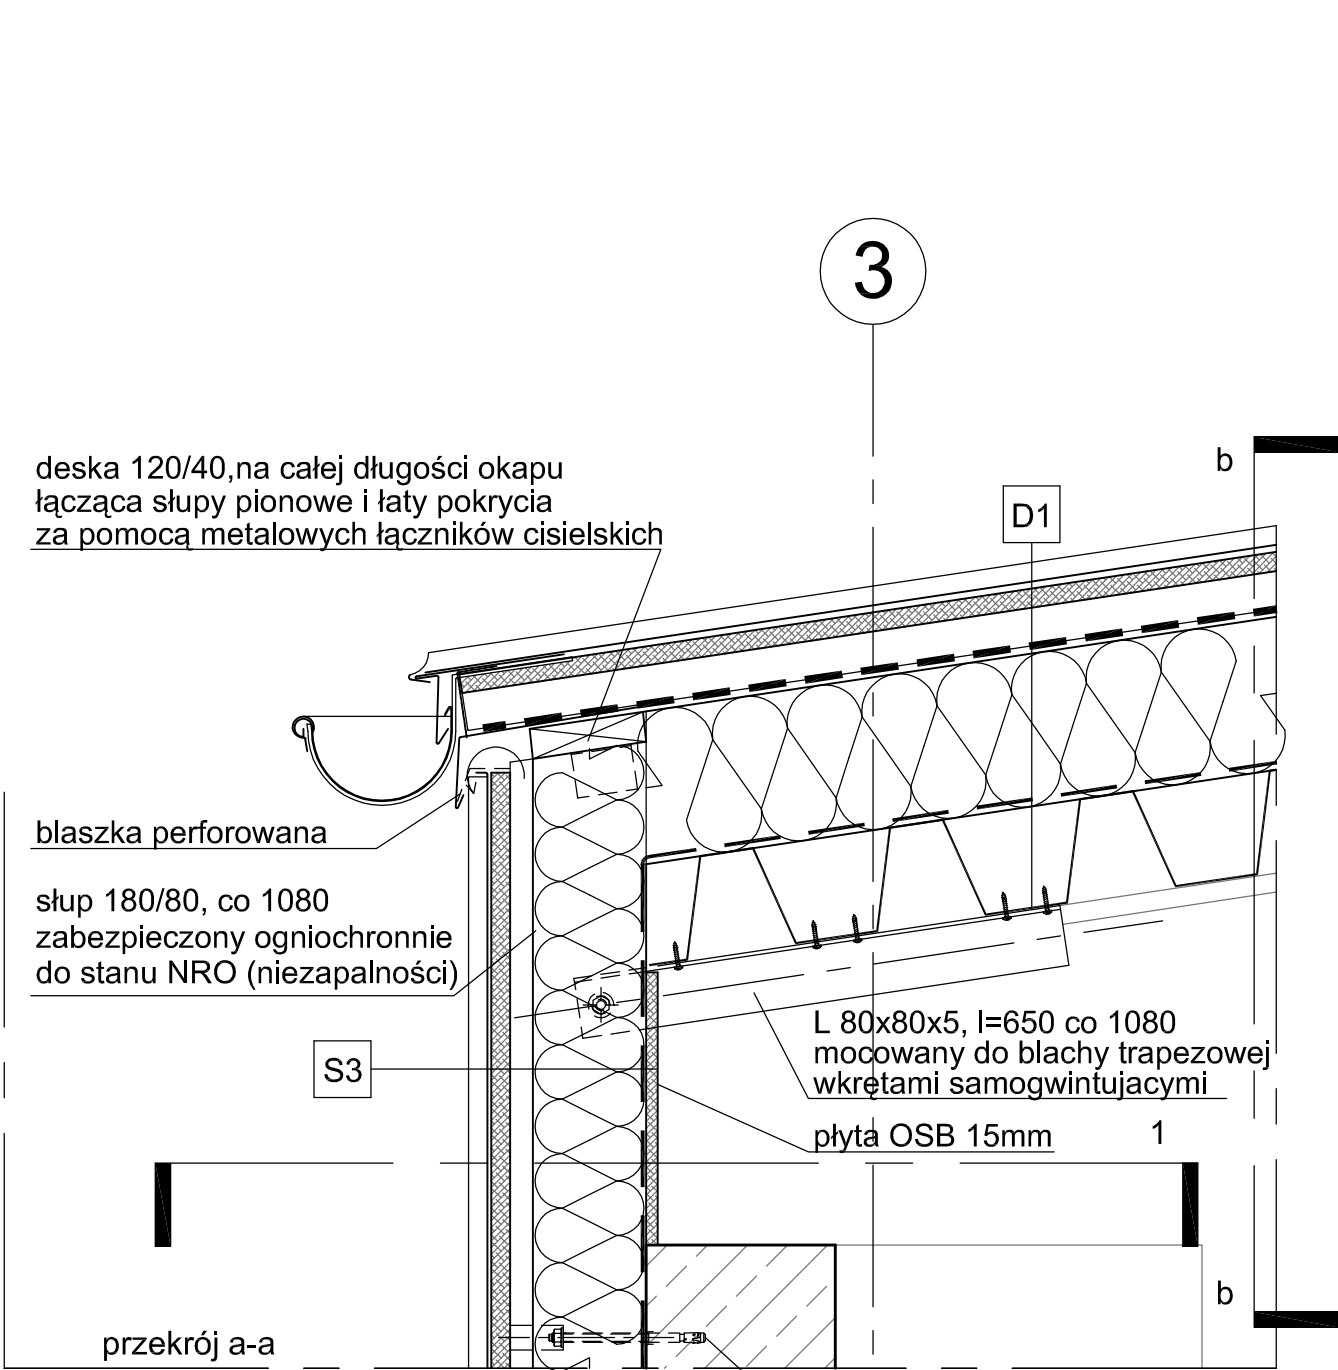 3
deska 120/40,na całej długości okapu
łącząca słupy pionowe i łaty pokrycia
za pomocą metalowych łączników cisielskich
b
D1
blaszka perforowana
słup 180/80, co 1080
zabezpieczony ogniochronnie
do stanu NRO (niezapalności)
L 80x80x5, l=650 co 1080
mocowany do blachy trapezowej
wkrętami samogwintujacymi
S3
płyta OSB 15mm
1
b
przekrój a-a